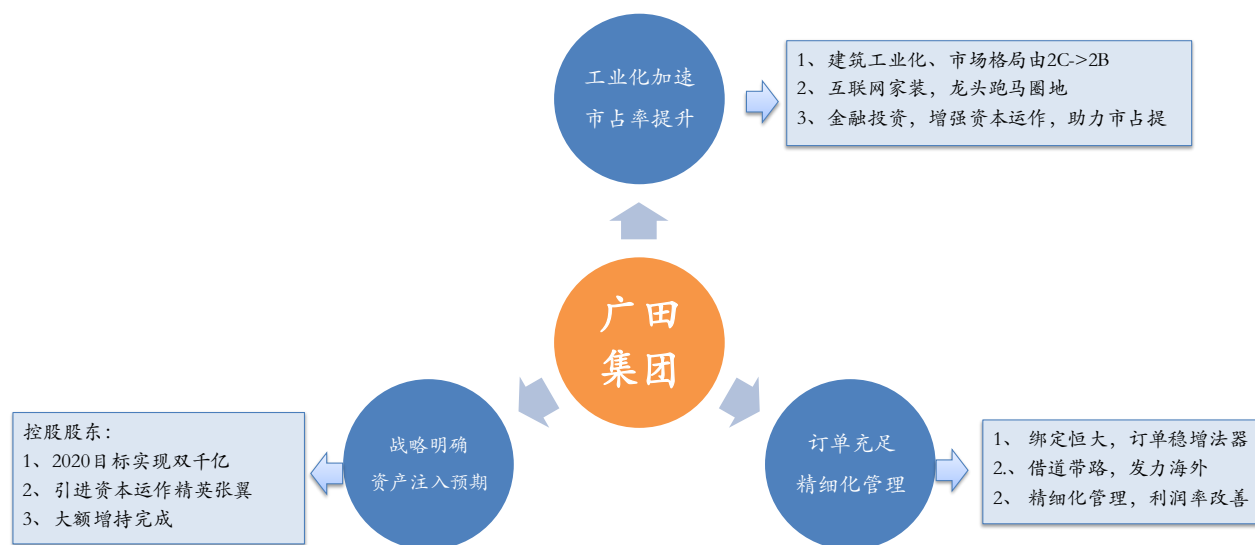 工业化加速
市占率提升
1、 建筑工业化、市场格局由2C->2B
2、 互联网家装，龙头跑马圈地
3、 金融投资，增强资本运作，助力市占提
广田
集团
战略明确
资产注入预期
控股股东：
1、2020目标实现双千亿
2、引进资本运作精英张翼
3、大额增持完成
订单充足
精细化管理
1、 绑定恒大，订单稳增法器
2、 借道带路，发力海外
2、 精细化管理，利润率改善